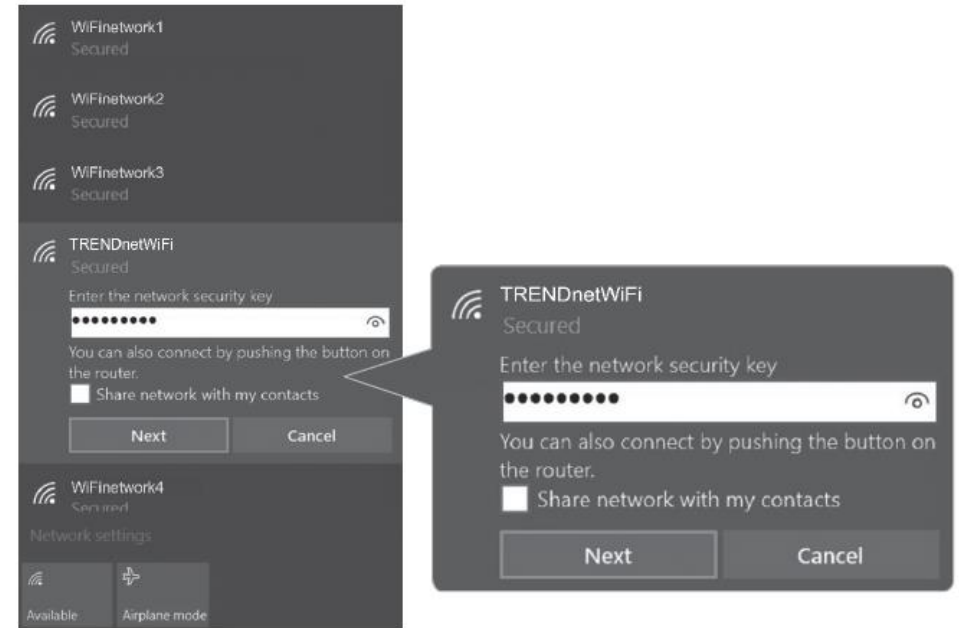 WiFinetwork1
Secured
WiFinetwork2
Secured
WiFinetwork3
Secured
TRENDnetWiFi
Secured
Enter the network security key
•••••••••
You can also connect by pushing the button on
the router.
Share network with my contacts
Next
Cancel
WiFinetwork4
Secured
Network settings
Available
Airplane mode
TRENDnetWiFi
Secured
Enter the network security key
•••••••••
You can also connect by pushing the button on
the router.
Share network with my contacts
Next
Cancel